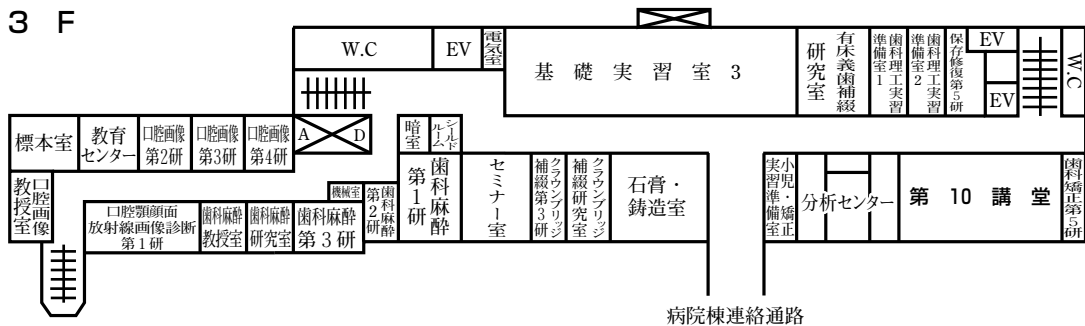 3 F
W.C
EV
電気室
基礎実習室3
有床義歯補綴
研究室
歯科理工実習
準備室1
歯科理工実習
準備室2
保存修復第5研
EV
EV
W.C
標本室
教育
センター
口腔画像
第2研
口腔画像
第3研
口腔画像
第4研
A D
暗室
シールド
ルーム
口腔画像
教授室
口腔顎顔面
放射線画像診断
第1研
歯科麻酔
教授室
歯科麻酔
研究室
歯科麻酔
第3研
機械室
歯科麻酔
第2研
歯科麻酔
第1研
セミナー室
クラウンブリッジ
補綴第3研
クラウンブリッジ
補綴研究室
石膏・
鋳造室
小児・矯正
実習準備室
分析センター
第10講堂
歯科矯正第5研
病院棟連絡通路